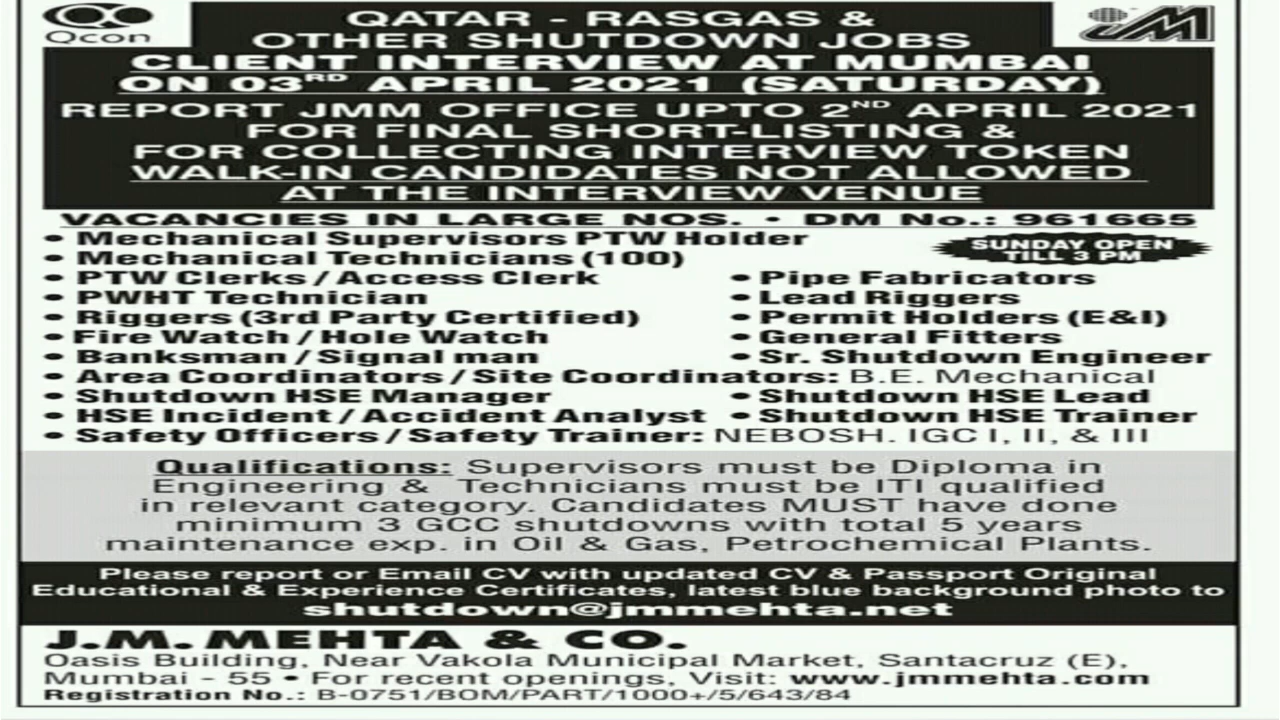 Qcon
QATAR - RASGAS &
OTHER SHUTDOWN JOBS
CLIENT INTERVIEW AT MUMBAI
ON 03RD APRIL 2021 (SATURDAY)
REPORT JMM OFFICE UPTO 2ND APRIL 2021
FOR FINAL SHORT-LISTING &
FOR COLLECTING INTERVIEW TOKEN
WALK-IN CANDIDATES NOT ALLOWED
AT THE INTERVIEW VENUE
VACANCIES IN LARGE NOS. • DM No.: 961665
• Mechanical Supervisors PTW Holder
• Mechanical Technicians (100)
SUNDAY OPEN
TILL 3 PM
• PTW Clerks / Access Clerk • Pipe Fabricators
• PWHT Technician • Lead Riggers
• Riggers (3rd Party Certified) • Permit Holders (E&I)
• Fire Watch / Hole Watch • General Fitters
• Banksman / Signal man • Sr. Shutdown Engineer
• Area Coordinators / Site Coordinators: B.E. Mechanical
• Shutdown HSE Manager • Shutdown HSE Lead
• HSE Incident / Accident Analyst • Shutdown HSE Trainer
• Safety Officers / Safety Trainer: NEBOSH. IGC I, II, & III
Qualifications: Supervisors must be Diploma in
Engineering & Technicians must be ITI qualified
in relevant category. Candidates MUST have done
minimum 3 GCC shutdowns with total 5 years
maintenance exp. in Oil & Gas, Petrochemical Plants.
Please report or Email CV with updated CV & Passport Original
Educational & Experience Certificates, latest blue background photo to
shutdown@jmmehta.net
J.M. MEHTA & CO.
Oasis Building, Near Vakola Municipal Market, Santacruz (E),
Mumbai - 55 • For recent openings, Visit: www.jmmehta.com
Registration No.: B-0751/BOM/PART/1000+/5/643/84